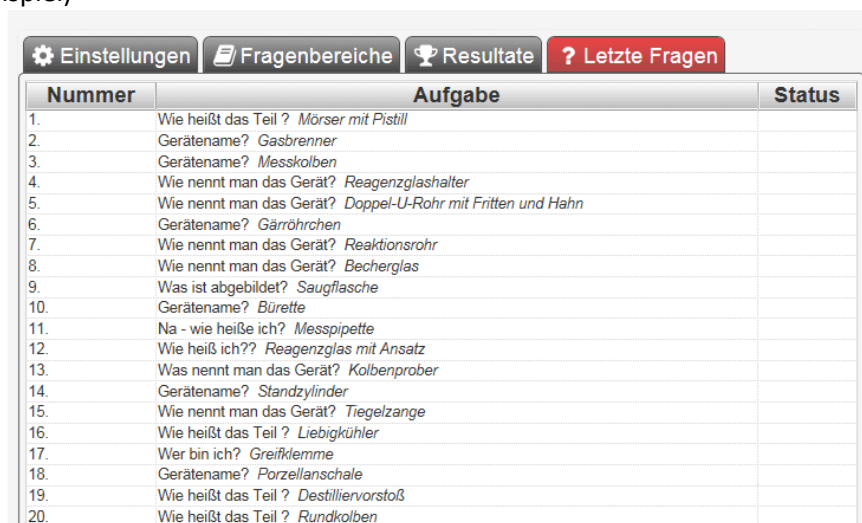 Einstellungen Fragenbereiche Resultate ? Letzte Fragen
Nummer Aufgabe Status
1. Wie heißt das Teil ? Mörser mit Pistill
2. Gerätename? Gasbrenner
3. Gerätename? Messkolben
4. Wie nennt man das Gerät? Reagenzglashalter
5. Wie nennt man das Gerät? Doppel-U-Rohr mit Fritten und Hahn
6. Gerätename? Gärröhrchen
7. Wie nennt man das Gerät? Reaktionsrohr
8. Wie nennt man das Gerät? Becherglas
9. Was ist abgebildet? Saugflasche
10. Gerätename? Bürette
11. Na - wie heiße ich? Messpipette
12. Wie heiß ich?? Reagenzglas mit Ansatz
13. Was nennt man das Gerät? Kolbenprober
14. Gerätename? Standzylinder
15. Wie nennt man das Gerät? Tiegelzange
16. Wie heißt das Teil ? Liebigkühler
17. Wer bin ich? Greifklemme
18. Gerätename? Porzellanschale
19. Wie heißt das Teil ? Destilliervorstoß
20. Wie heißt das Teil ? Rundkolben